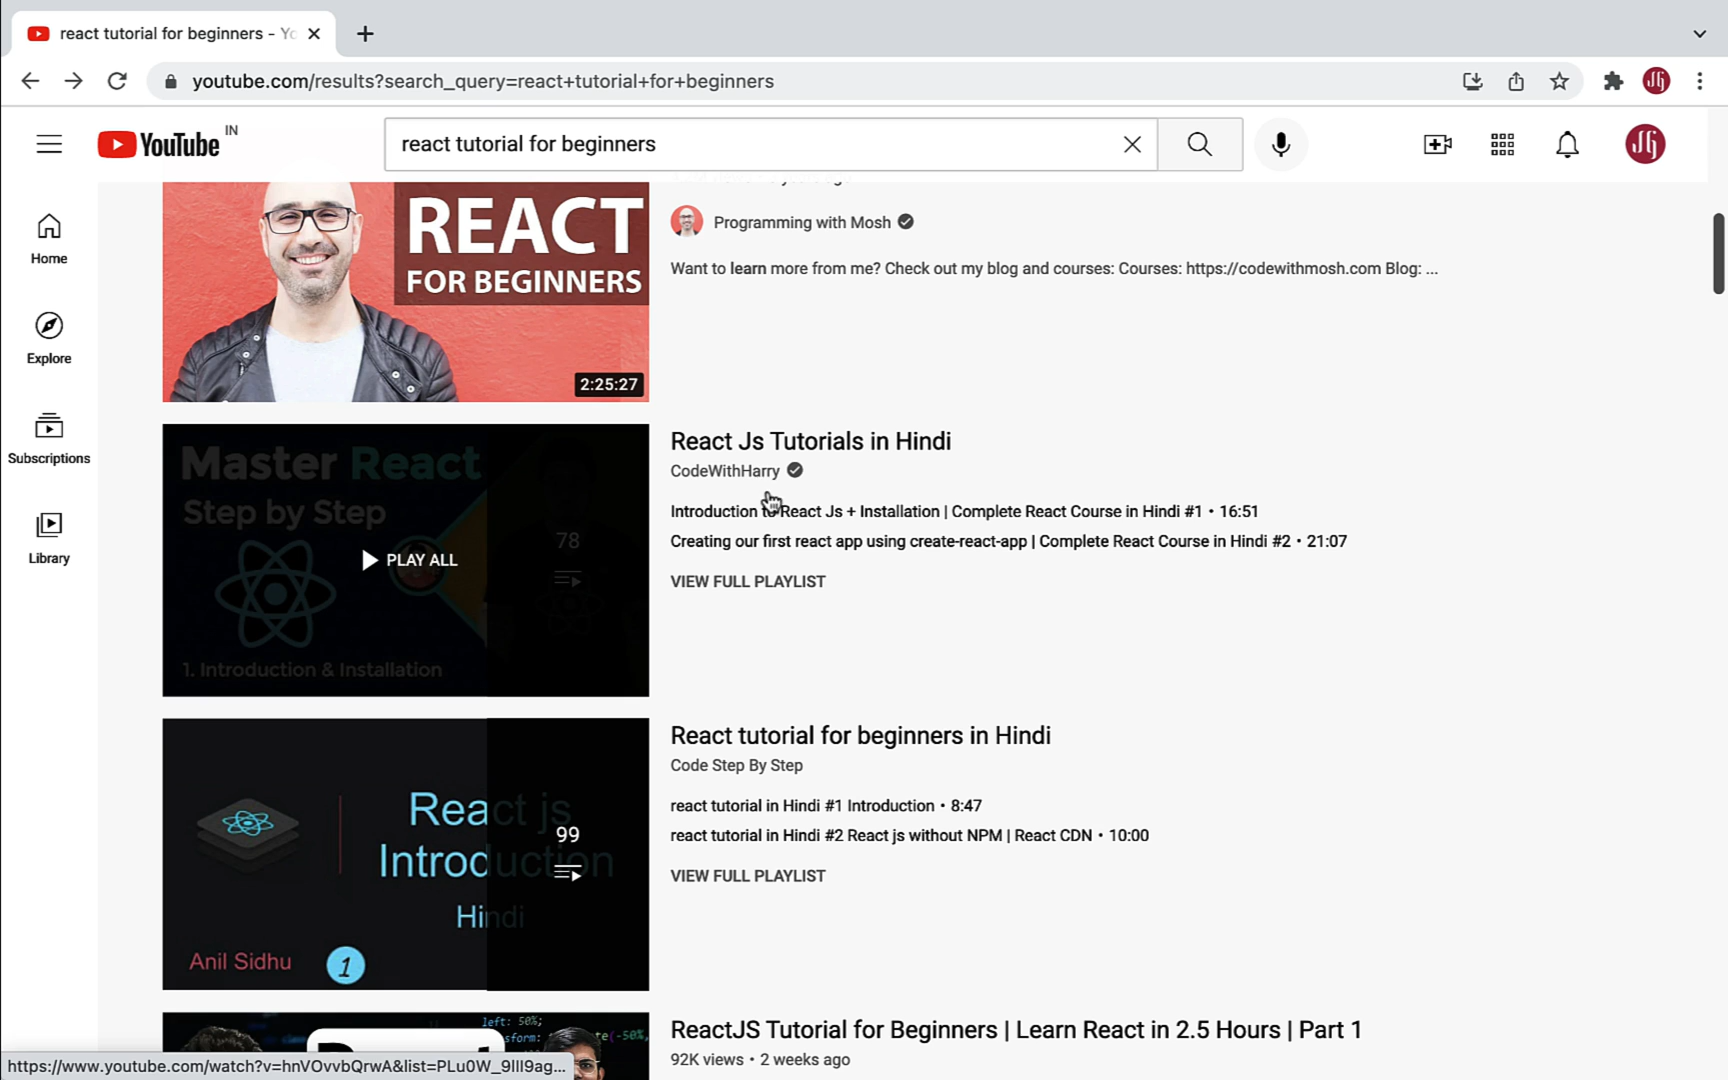 react tutorial for beginners - Yo
youtube.com/results?search_query=react+tutorial+for+beginners
YouTube IN
react tutorial for beginners
Home
Explore
Subscriptions
Library
REACT
FOR BEGINNERS
2:25:27
Programming with Mosh
Want to learn more from me? Check out my blog and courses: Courses: https://codewithmosh.com Blog: ...
Master React
Step by Step
78
PLAY ALL
1. Introduction & Installation
React Js Tutorials in Hindi
CodeWithHarry
Introduction to React Js + Installation | Complete React Course in Hindi #1 • 16:51
Creating our first react app using create-react-app | Complete React Course in Hindi #2 • 21:07
VIEW FULL PLAYLIST
React js
Introduction
Hindi
99
Anil Sidhu
1
React tutorial for beginners in Hindi
Code Step By Step
react tutorial in Hindi #1 Introduction • 8:47
react tutorial in Hindi #2 React js without NPM | React CDN • 10:00
VIEW FULL PLAYLIST
left: 50%;
ReactJS Tutorial for Beginners | Learn React in 2.5 Hours | Part 1
92K views • 2 weeks ago
https://www.youtube.com/watch?v=hnVOvvbQrwA&list=PLu0W_9lII9ag...